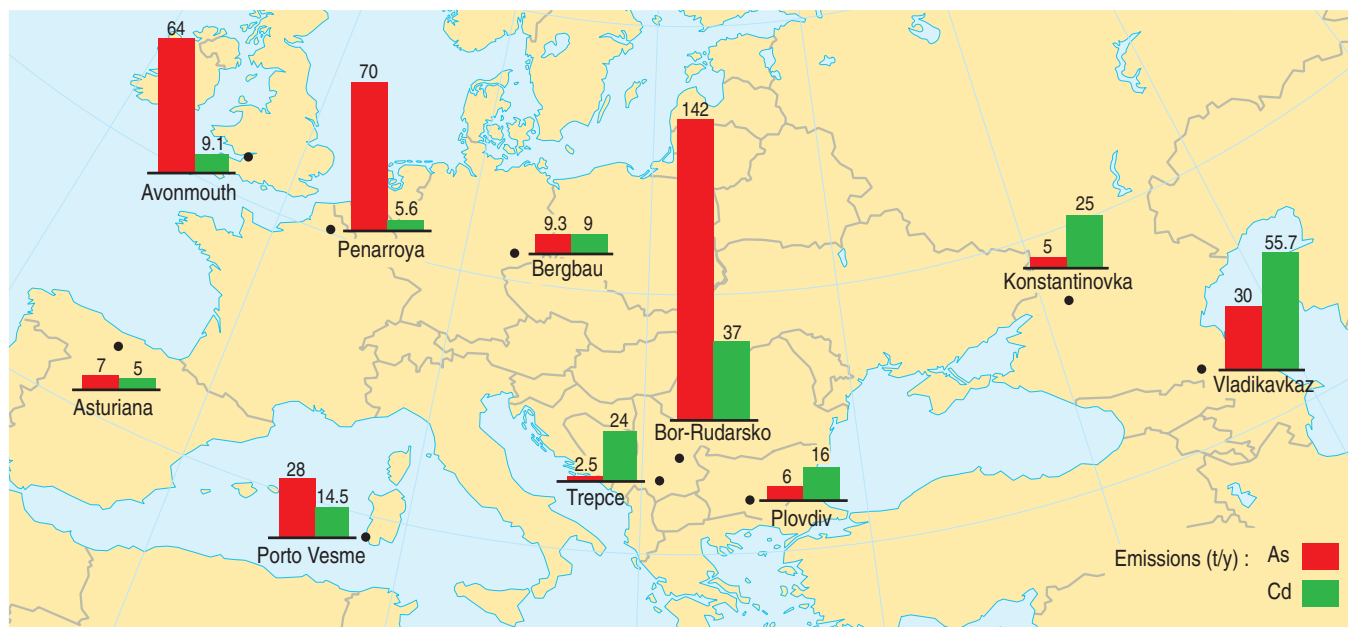 64
9.1
Avonmouth
70
5.6
Penarroya
9.3 9
Bergbau
142
37
Bor-Rudarsko
25
5
Konstantinovka
55.7
30
Vladikavkaz
7 5
Asturiana
28
14.5
Porto Vesme
24
2.5
Trepce
16
6
Plovdiv
Emissions (t/y) : As
Cd